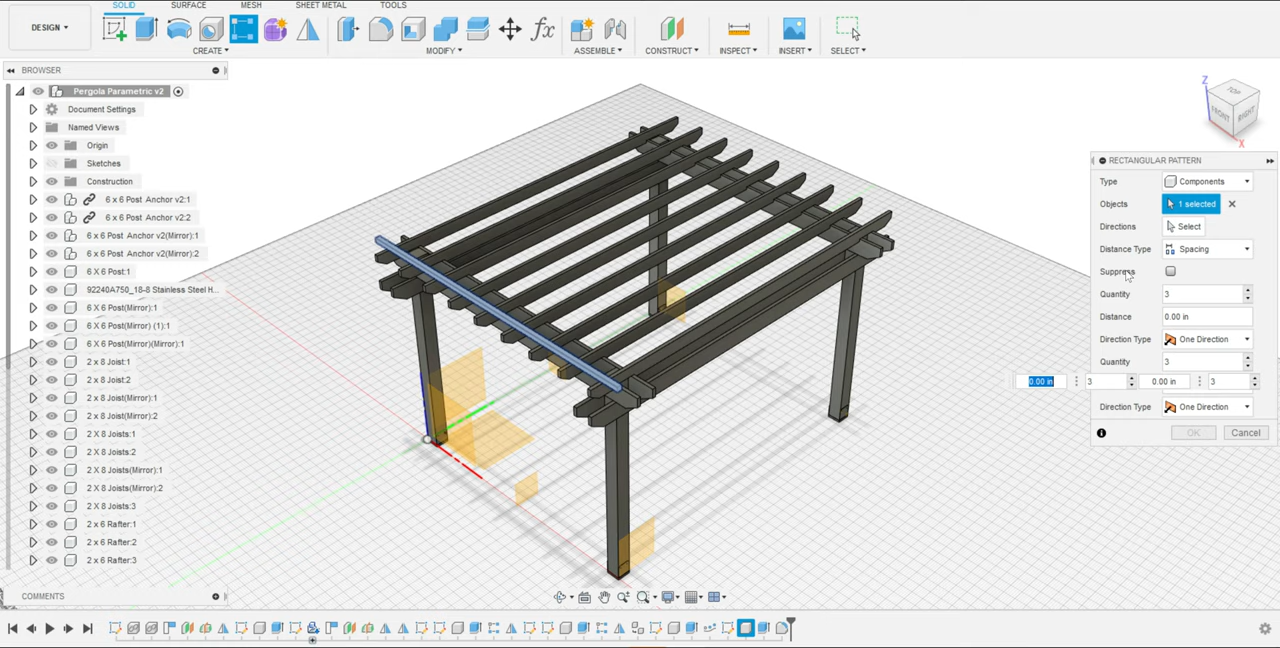 SOLID SURFACE MESH SHEET METAL TOOLS
DESIGN
CREATE MODIFY ASSEMBLE CONSTRUCT INSPECT INSERT SELECT
BROWSER
Pergola Parametric v2
Document Settings
Named Views
Origin
Sketches
Construction
6 x 6 Post Anchor v2:1
6 x 6 Post Anchor v2:2
6 x 6 Post Anchor v2(Mirror):1
6 x 6 Post Anchor v2(Mirror):2
6 X 6 Post:1
92240A750_18-8 Stainless Steel H...
6 X 6 Post(Mirror):1
6 X 6 Post(Mirror) (1):1
6 X 6 Post(Mirror)(Mirror):1
2 x 8 Joist:1
2 x 8 Joist:2
2 x 8 Joist(Mirror):1
2 x 8 Joist(Mirror):2
2 X 8 Joists:1
2 X 8 Joists:2
2 X 8 Joists(Mirror):1
2 X 8 Joists(Mirror):2
2 X 8 Joists:3
2 x 6 Rafter:1
2 x 6 Rafter:2
2 x 6 Rafter:3
COMMENTS
Z
TOP
FRONT
RIGHT
X
RECTANGULAR PATTERN
Type Components
Objects 1 selected
Directions Select
Distance Type Spacing
Suppress
Quantity 3
Distance 0.00 in
Direction Type One Direction
Quantity 3
0.00 in 3 0.00 in 3
Direction Type One Direction
OK Cancel